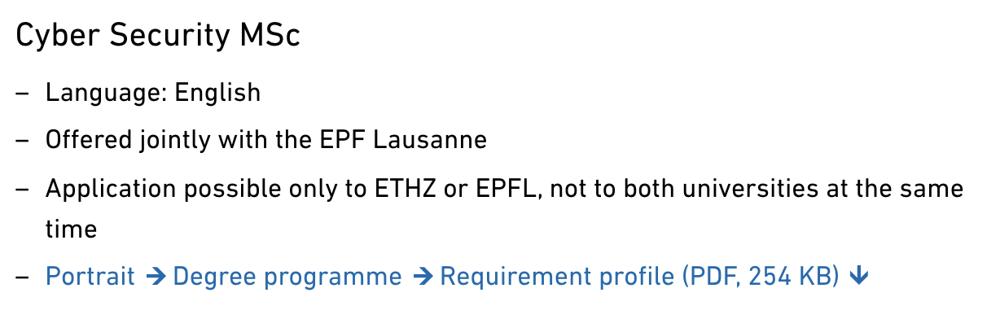 Cyber Security MSc
– Language: English
– Offered jointly with the EPF Lausanne
– Application possible only to ETHZ or EPFL, not to both universities at the same
time
– Portrait → Degree programme → Requirement profile (PDF, 254 KB) ↓